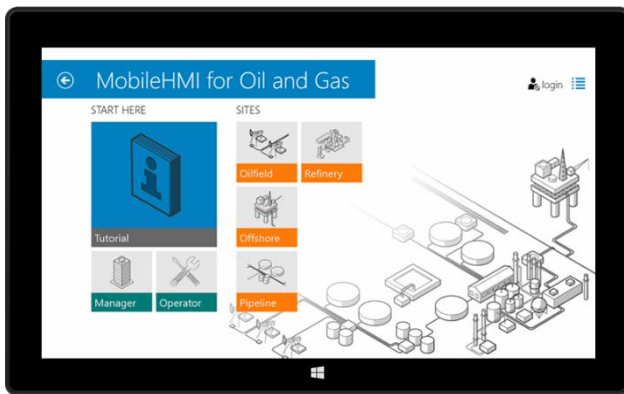 MobileHMI for Oil and Gas
login
START HERE
SITES
Tutorial
Manager
Operator
Oilfield
Refinery
Offshore
Pipeline